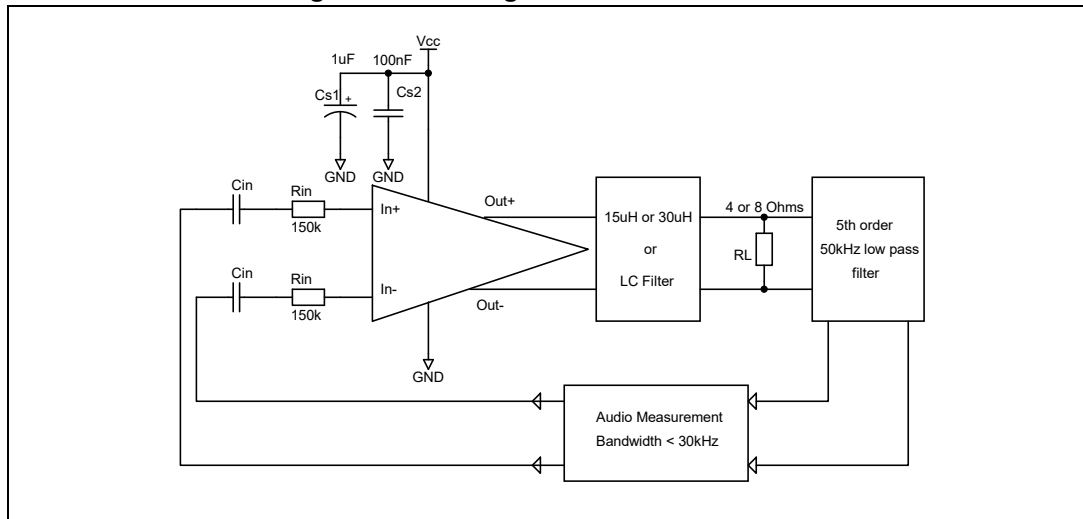 Vcc
1uF
100nF
Cs1
+
Cs2
GND
GND
Cin
Rin
150k
In+
Out+
15uH or 30uH
or
LC Filter
4 or 8 Ohms
RL
5th order
50kHz low pass
filter
Cin
Rin
150k
In-
Out-
GND
Audio Measurement
Bandwidth < 30kHz